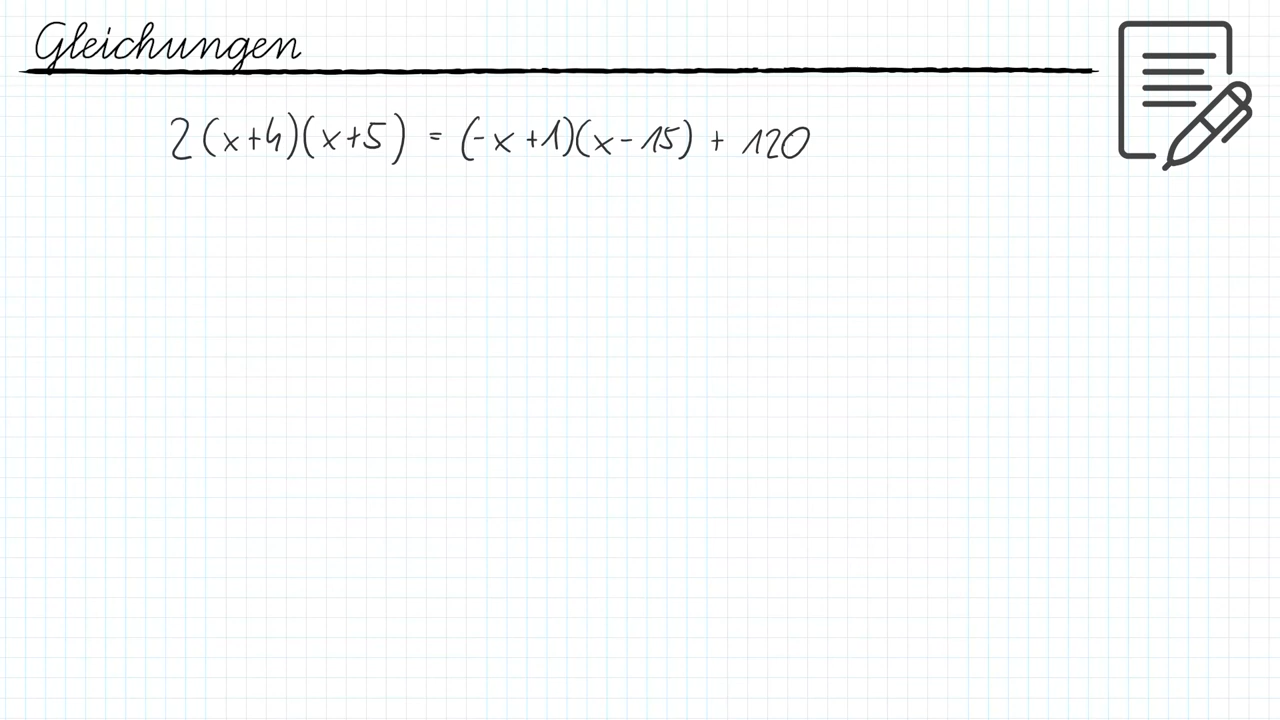 Gleichungen
2(x+4)(x+5) = (-x+1)(x-15) + 120